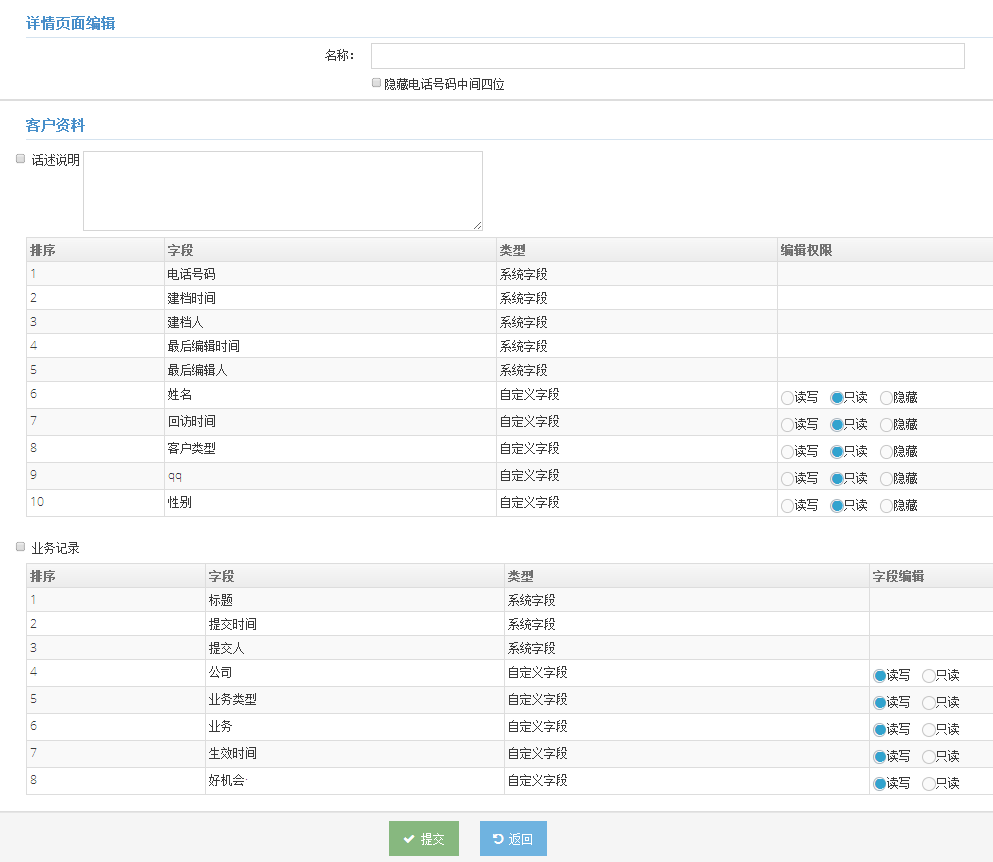 详情页面编辑
名称：
隐藏电话号码中间四位
客户资料
话述说明
排序 字段 类型 编辑权限
1 电话号码 系统字段
2 建档时间 系统字段
3 建档人 系统字段
4 最后编辑时间 系统字段
5 最后编辑人 系统字段
6 姓名 自定义字段 读写 只读 隐藏
7 回访时间 自定义字段 读写 只读 隐藏
8 客户类型 自定义字段 读写 只读 隐藏
9 qq 自定义字段 读写 只读 隐藏
10 性别 自定义字段 读写 只读 隐藏
业务记录
排序 字段 类型 字段编辑
1 标题 系统字段
2 提交时间 系统字段
3 提交人 系统字段
4 公司 自定义字段 读写 只读
5 业务类型 自定义字段 读写 只读
6 业务 自定义字段 读写 只读
7 生效时间 自定义字段 读写 只读
8 好机会· 自定义字段 读写 只读
提交 返回